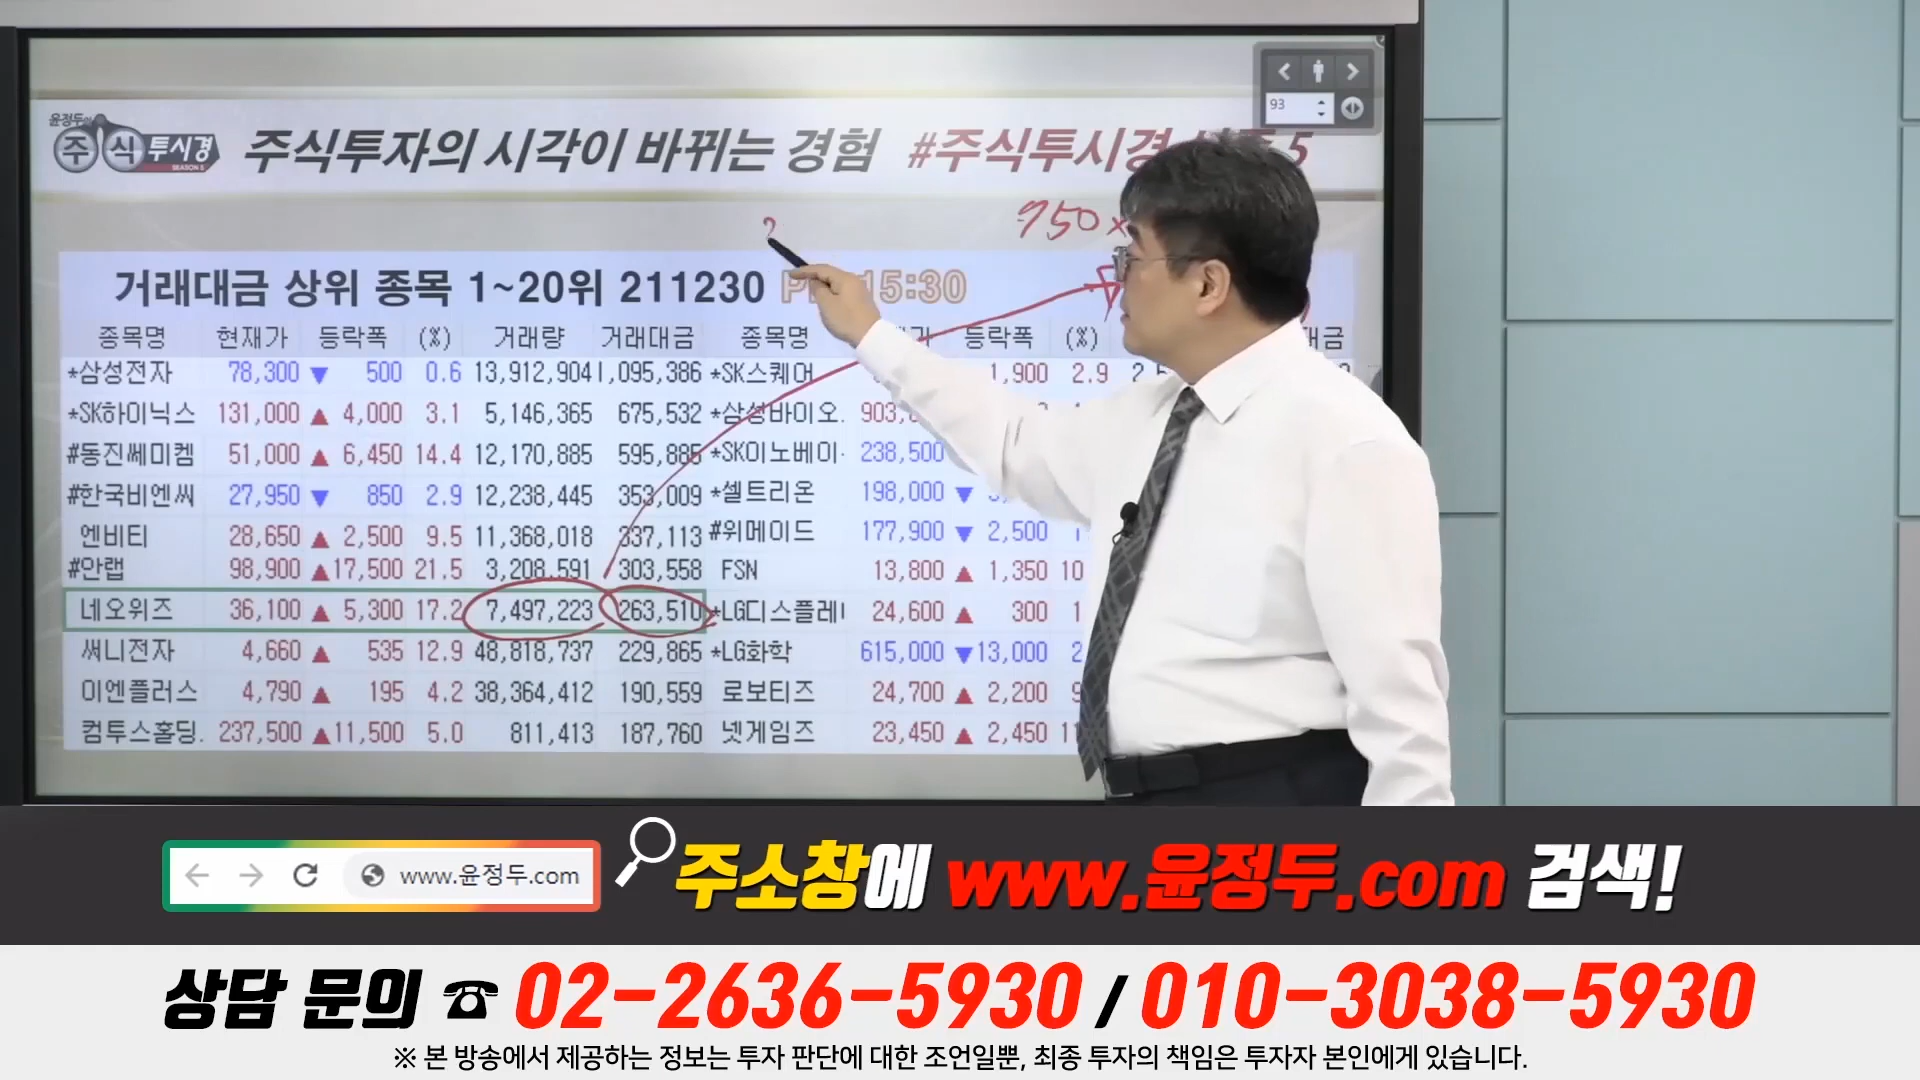 93
윤정두의
주식투시경
SEASON 5
주식투자의 시각이 바뀌는 경험 #주식투시경 5
750×
거래대금 상위 종목 1~20위 211230 15:30
종목명 현재가 등락폭 (%) 거래량 거래대금 종목명 등락폭 (%)
*삼성전자 78,300 ▼ 500 0.6 13,912,904 1,095,386 *SK스퀘어 1,900 2.9
*SK하이닉스 131,000 ▲ 4,000 3.1 5,146,365 675,532 *삼성바이오.
#동진쎄미켐 51,000 ▲ 6,450 14.4 12,170,885 595,885 *SK이노베이 238,500
#한국비엔씨 27,950 ▼ 850 2.9 12,238,445 353,009 *셀트리온 198,000 ▼
엔비티 28,650 ▲ 2,500 9.5 11,368,018 337,113 #위메이드 177,900 ▼ 2,500
#안랩 98,900 ▲ 17,500 21.5 3,208,591 303,558 FSN 13,800 ▲ 1,350
네오위즈 36,100 ▲ 5,300 17.2 7,497,223 263,510 *LG디스플레 24,600 ▲ 300
써니전자 4,660 ▲ 535 12.9 48,818,737 229,865 *LG화학 615,000 ▼ 13,000
이엔플러스 4,790 ▲ 195 4.2 38,364,412 190,559 로보티즈 24,700 ▲ 2,200
컴투스홀딩. 237,500 ▲ 11,500 5.0 811,413 187,760 넷게임즈 23,450 ▲ 2,450
www.윤정두.com
주소창에 www.윤정두.com 검색!
상담 문의 ☎ 02-2636-5930 / 010-3038-5930
※ 본 방송에서 제공하는 정보는 투자 판단에 대한 조언일뿐, 최종 투자의 책임은 투자자 본인에게 있습니다.